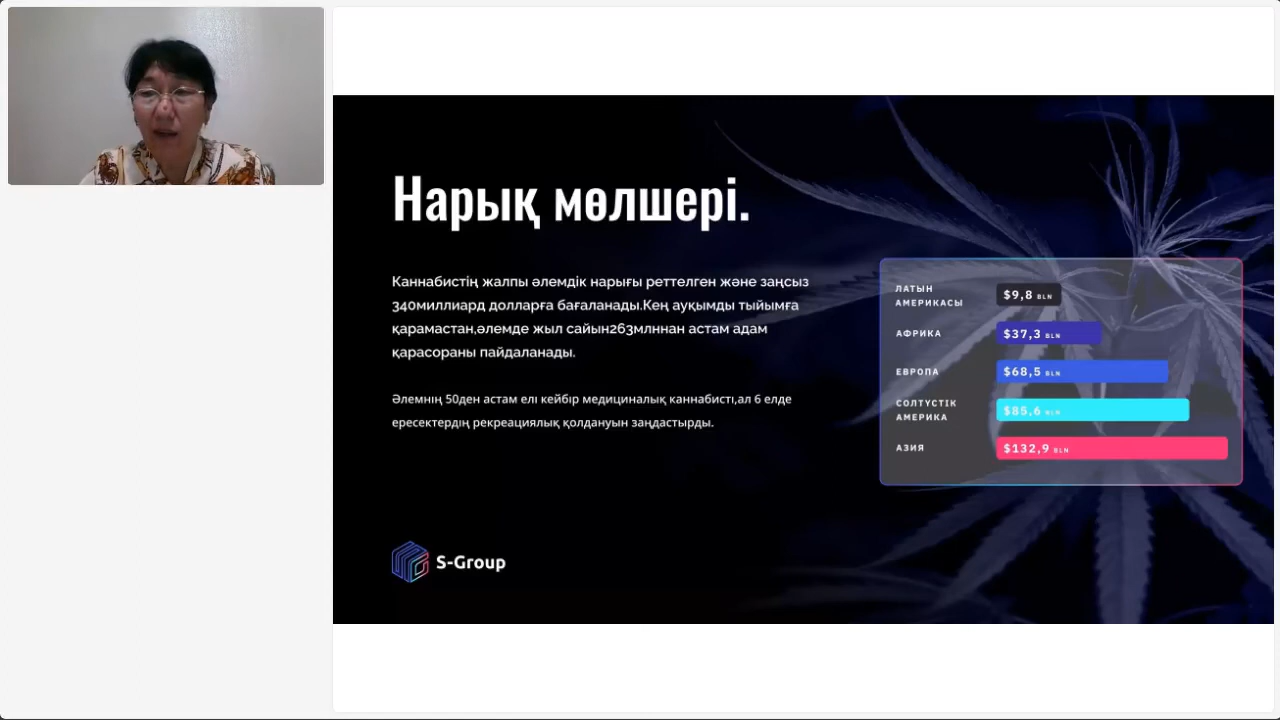 Нарық мөлшері.
Каннабистің жалпы әлемдік нарығы реттелген және заңсыз
340миллиард долларға бағаланады.Кең ауқымды тыйымға
қарамастан,әлемде жыл сайын263млннан астам адам
қарасораны пайдаланады.
Әлемнің 50ден астам елі кейбір медициналық каннабисті,ал 6 елде
ересектердің рекреациялық қолдануын заңдастырды.
S-Group
ЛАТЫН
АМЕРИКАСЫ
$9,8 BLN
АФРИКА
$37,3 BLN
ЕВРОПА
$68,5 BLN
СОЛТҮСТІК
АМЕРИКА
$85,6 BLN
АЗИЯ
$132,9 BLN